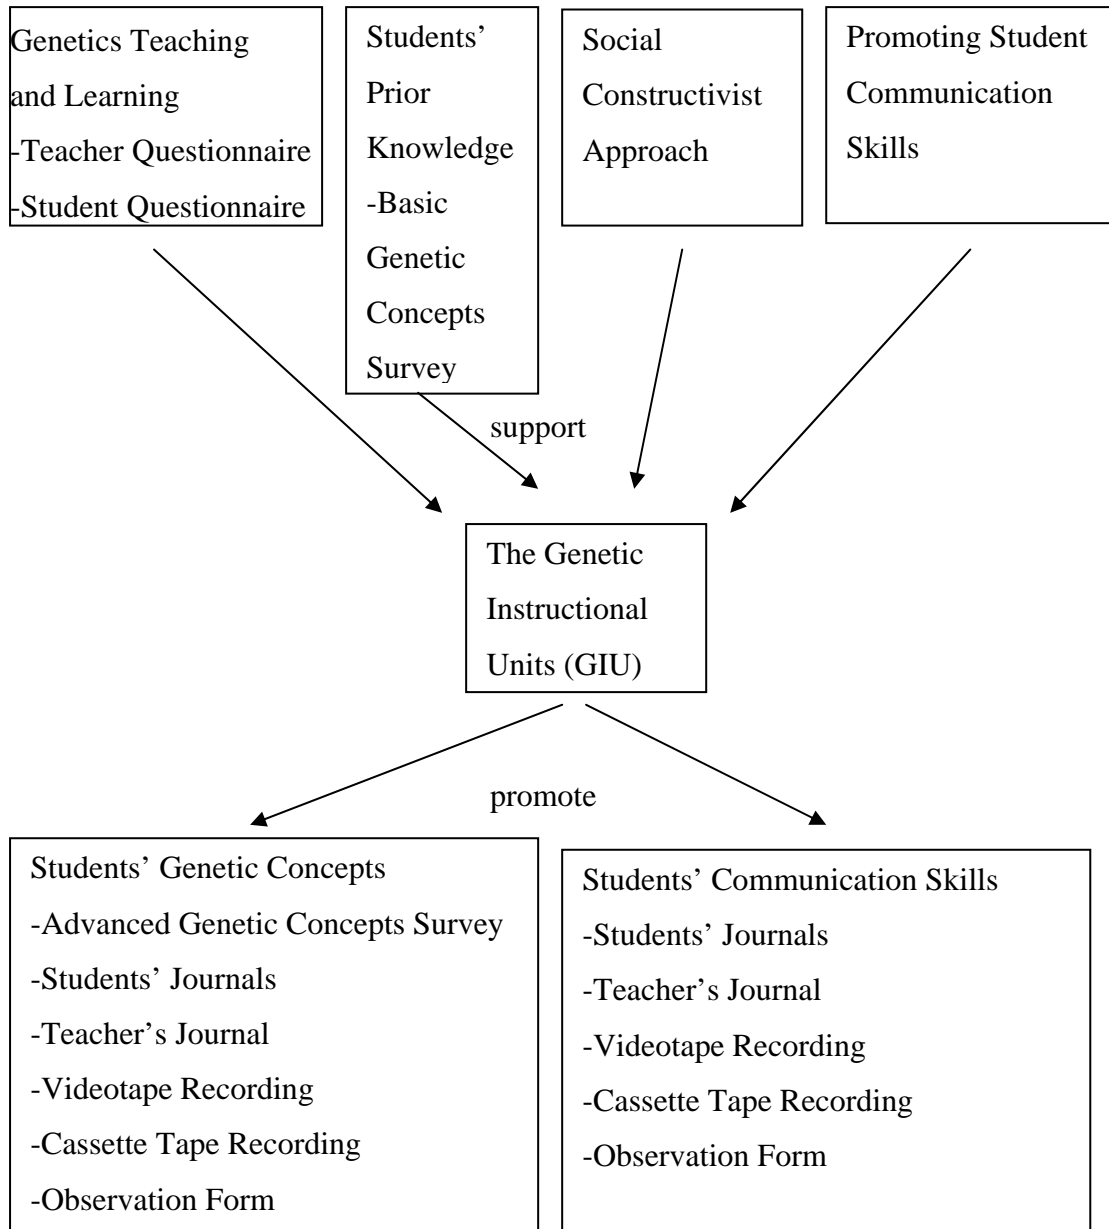 Genetics Teaching
and Learning
-Teacher Questionnaire
-Student Questionnaire
Students’
Prior
Knowledge
-Basic
Genetic
Concepts
Survey
Social
Constructivist
Approach
Promoting Student
Communication
Skills
support
The Genetic
Instructional
Units (GIU)
promote
Students’ Genetic Concepts
-Advanced Genetic Concepts Survey
-Students’ Journals
-Teacher’s Journal
-Videotape Recording
-Cassette Tape Recording
-Observation Form
Students’ Communication Skills
-Students’ Journals
-Teacher’s Journal
-Videotape Recording
-Cassette Tape Recording
-Observation Form